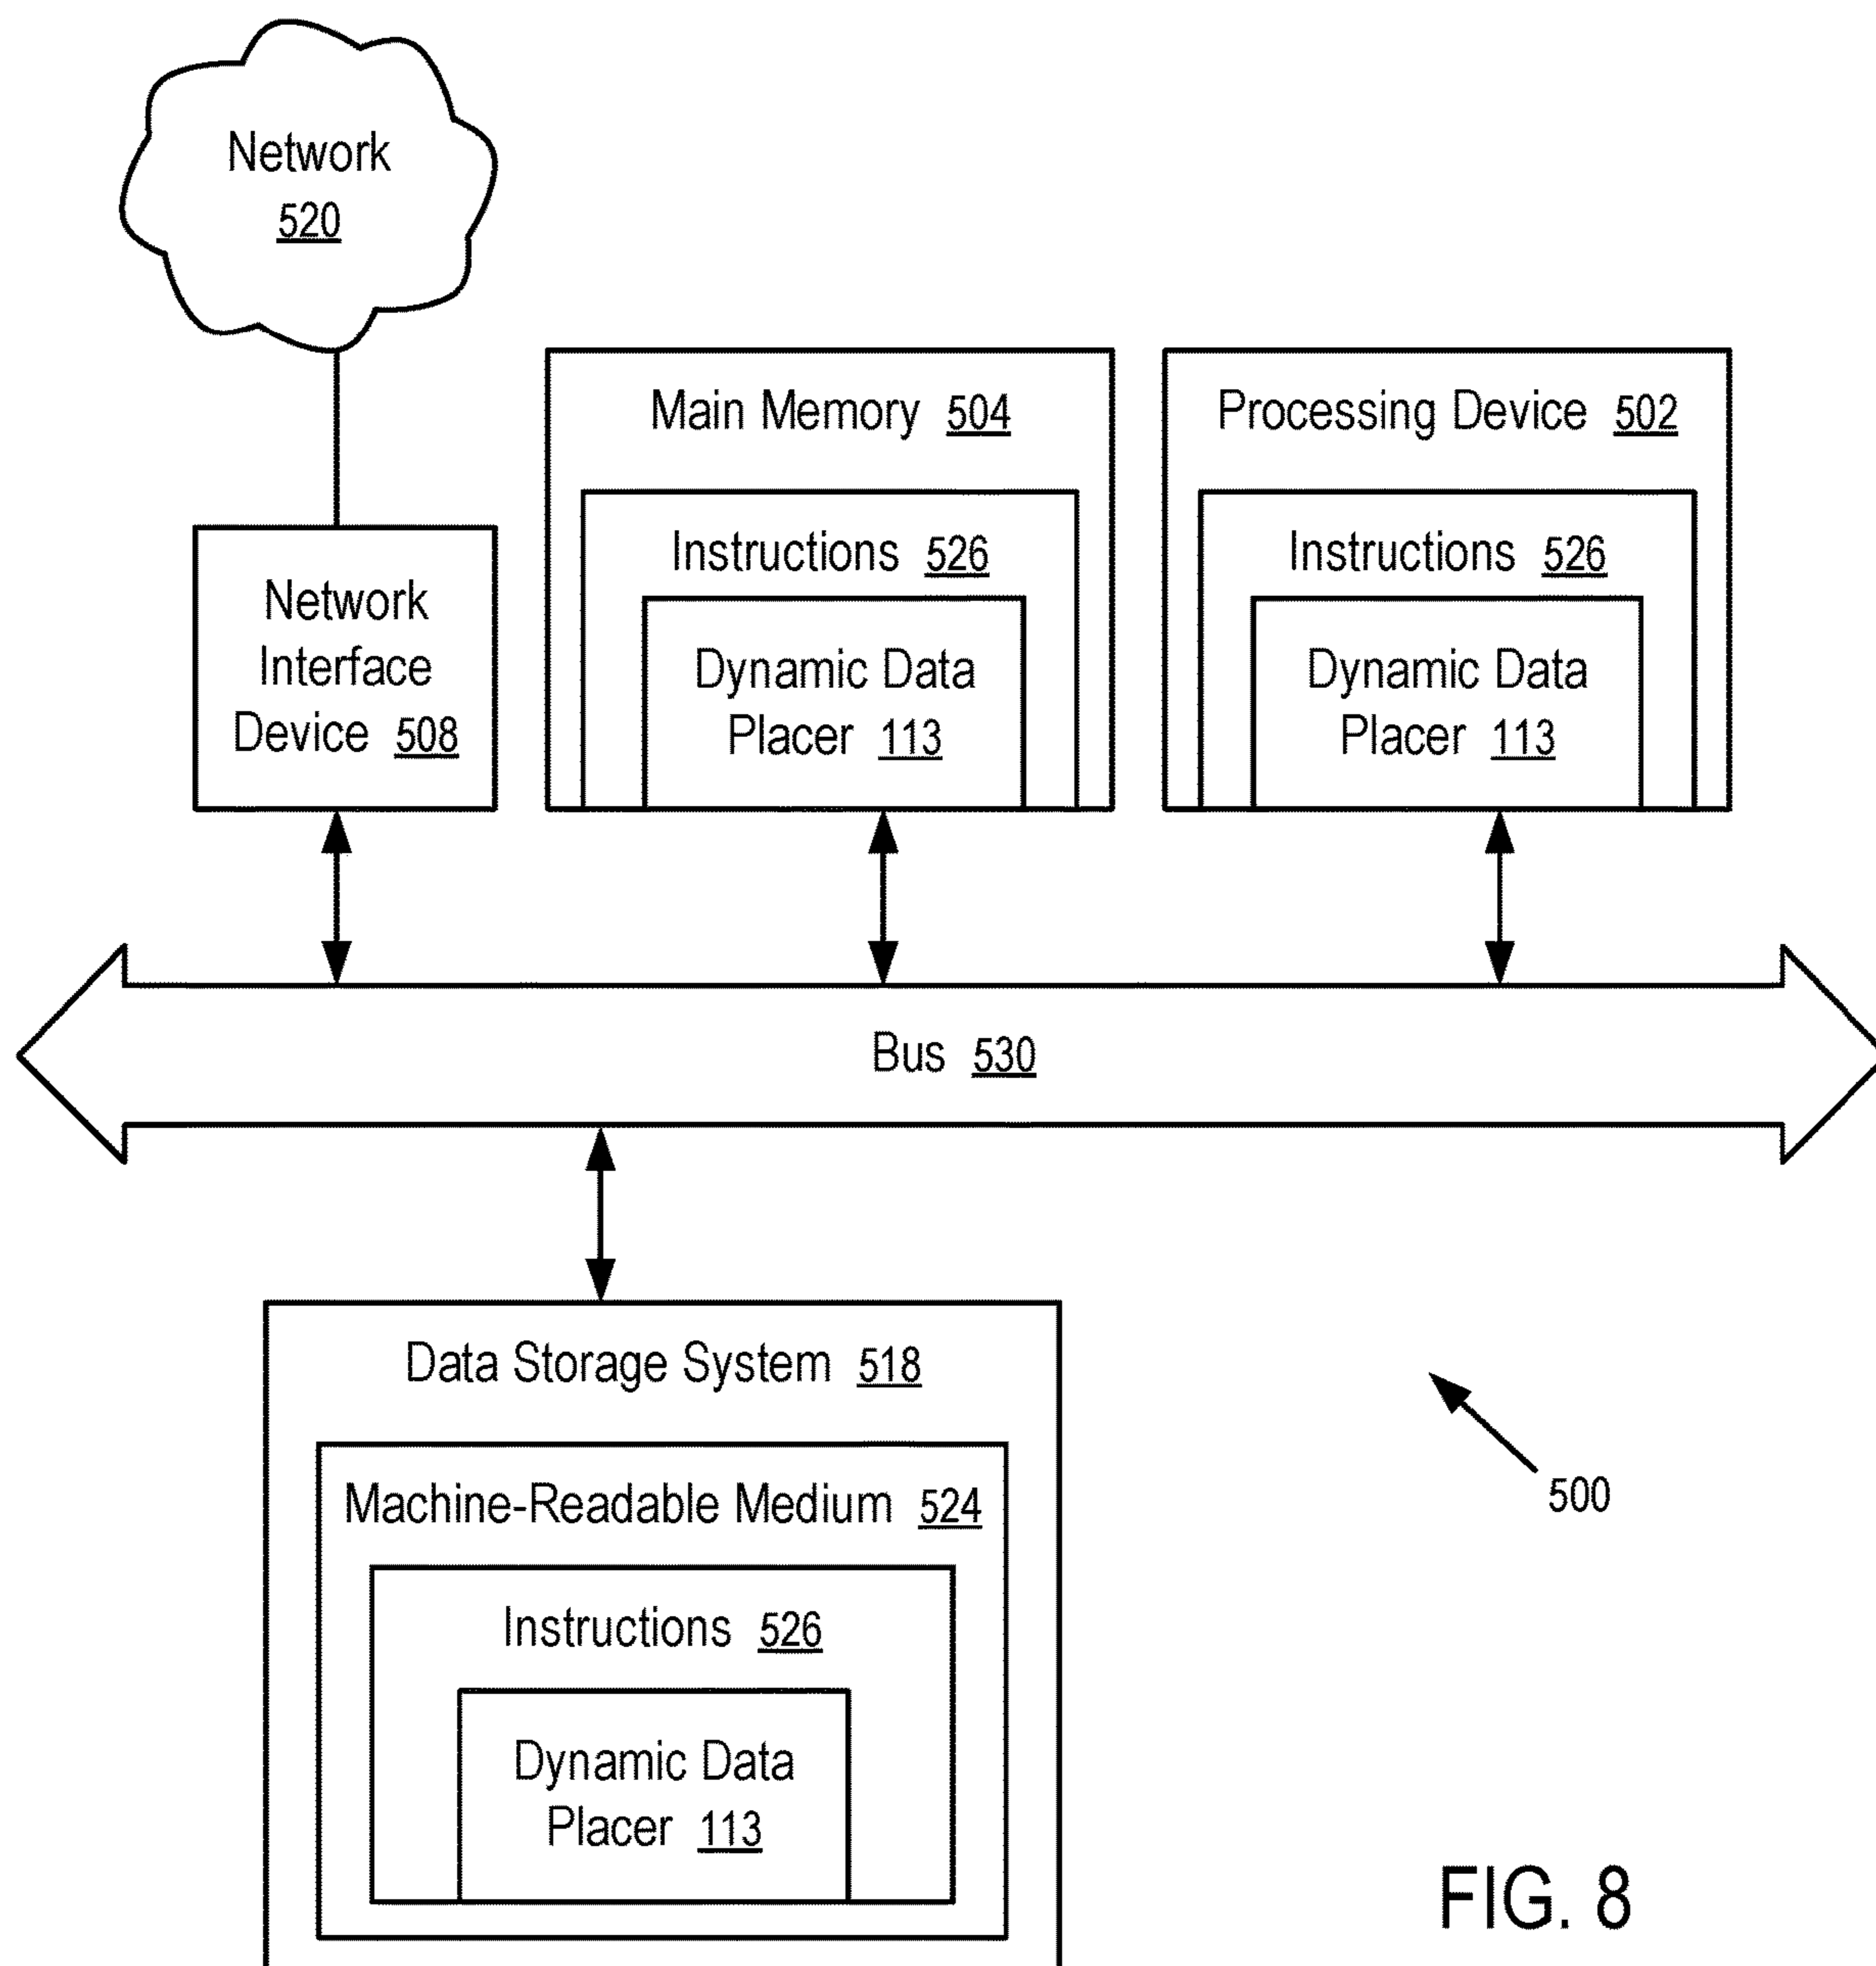 Network
520
Main Memory 504
Processing Device 502
Instructions 526
Instructions 526
Network
Interface
Device 508
Dynamic Data
Placer 113
Dynamic Data
Placer 113
Bus 530
Data Storage System 518
Machine-Readable Medium 524
Instructions 526
Dynamic Data
Placer 113
500
FIG. 8